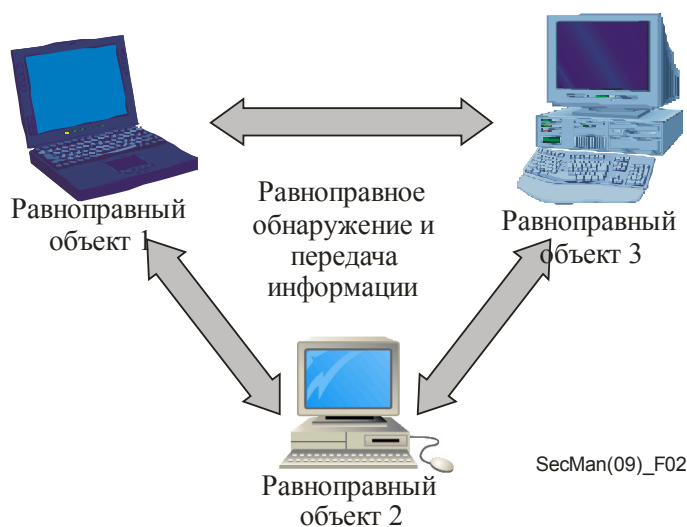 Равноправный
объект 1
Равноправное
обнаружение и
передача
информации
Равноправный
объект 3
Равноправный
объект 2
SecMan(09)_F02